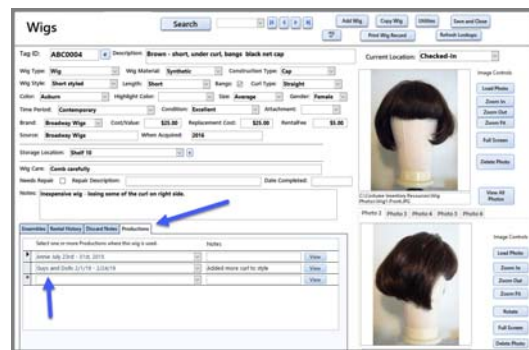 Wigs
Search
Add Wig
Copy Wig
Utilities
Save and Close
Print Wig Record
Refresh Lookups
Tag ID: ABC0004 Description: Brown - short, under curl, bangs black net cap
Current Location: Checked-In
Wig Type: Wig Wig Material: Synthetic Construction Type: Cap
Wig Style: Short styled Length: Short Bangs: Curl Type: Straight
Color: Auburn Highlight Color: Size: Average Gender: Female
Time Period: Contemporary Condition: Excellent Attachment:
Brand: Broadway Wigs Cost/Value: $25.00 Replacement Cost: $25.00 RentalFee $5.00
Source: Broadway Wigs When Acquired: 2016
Storage Location: Shelf 10
Wig Care: Comb carefully
Needs Repair Repair Description: Date Completed:
Notes: Inexpensive wig - losing some of the curl on right side.
Ensembles Rental History Discard Notes Productions
Select one or more Productions where this wig is used. Notes
Annie July 23rd - 31st, 2015 View
Guys and Dolls 2/1/19 - 2/24/19 Added more curl to style View
View
Image Controls
Load Photo
Zoom In
Zoom Out
Zoom Fit
Full Screen
Delete Photo
View All Photos
C:\Costume Inventory Resources\Wig Photos\Wig1-Front.JPG
Photo 2 Photo 3 Photo 4 Photo 5 Photo 6
Image Controls
Load Photo
Zoom In
Zoom Out
Zoom Fit
Rotate
Full Screen
Delete Photo